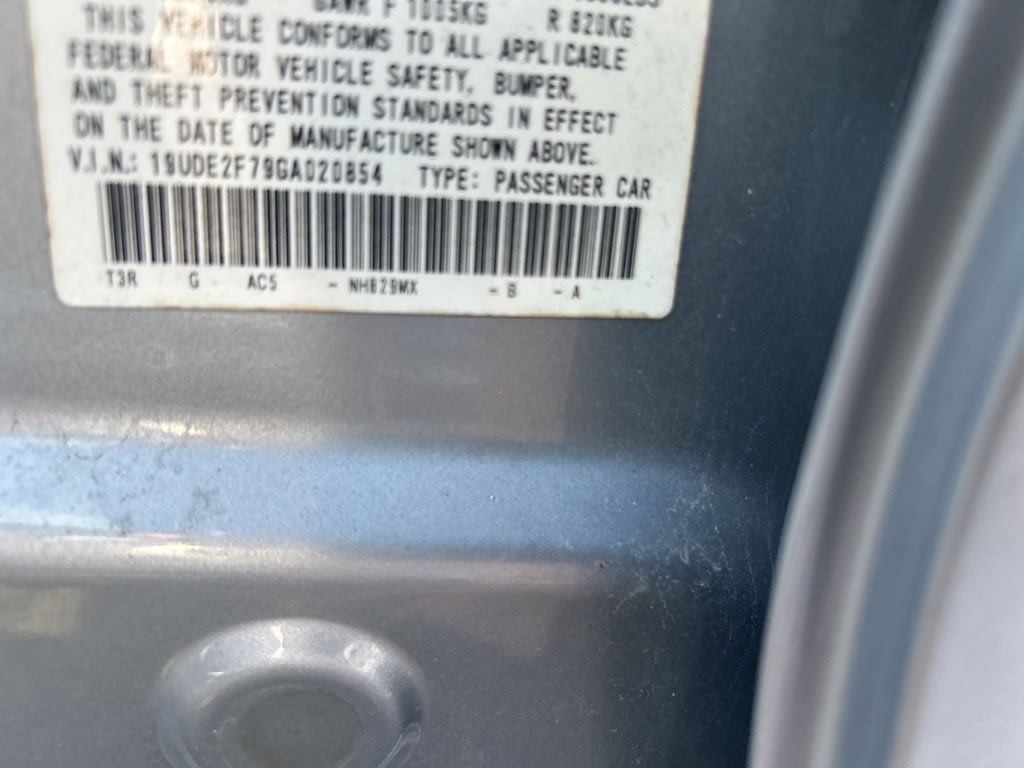 GAWR F 1005KG R 820KG
THIS VEHICLE CONFORMS TO ALL APPLICABLE
FEDERAL MOTOR VEHICLE SAFETY, BUMPER,
AND THEFT PREVENTION STANDARDS IN EFFECT
ON THE DATE OF MANUFACTURE SHOWN ABOVE.
V.I.N.: 19UDE2F79GA020854 TYPE: PASSENGER CAR
T3R G AC5 - NH829MX - B - A